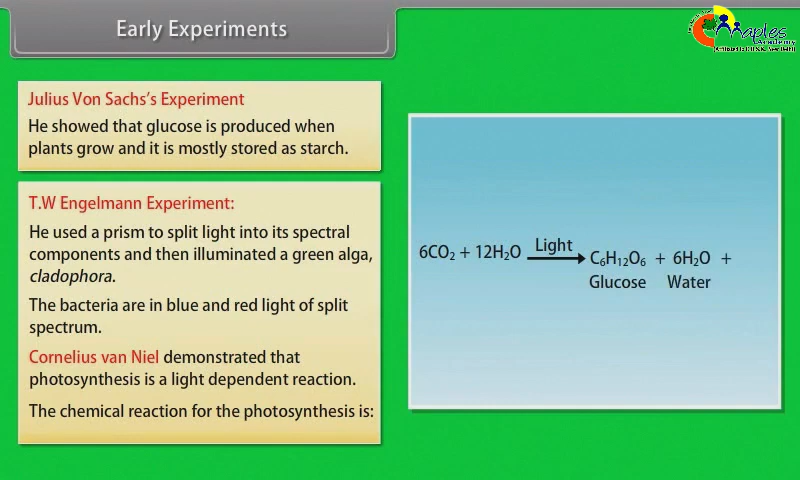 Early Experiments
aples
Academy
Julius Von Sachs's Experiment
He showed that glucose is produced when
plants grow and it is mostly stored as starch.
T.W Engelmann Experiment:
He used a prism to split light into its spectral
components and then illuminated a green alga,
cladophora.
The bacteria are in blue and red light of split
spectrum.
Cornelius van Niel demonstrated that
photosynthesis is a light dependent reaction.
The chemical reaction for the photosynthesis is:
Light
6CO₂ + 12H₂O → C₆H₁₂O₆ + 6H₂O +
Glucose Water